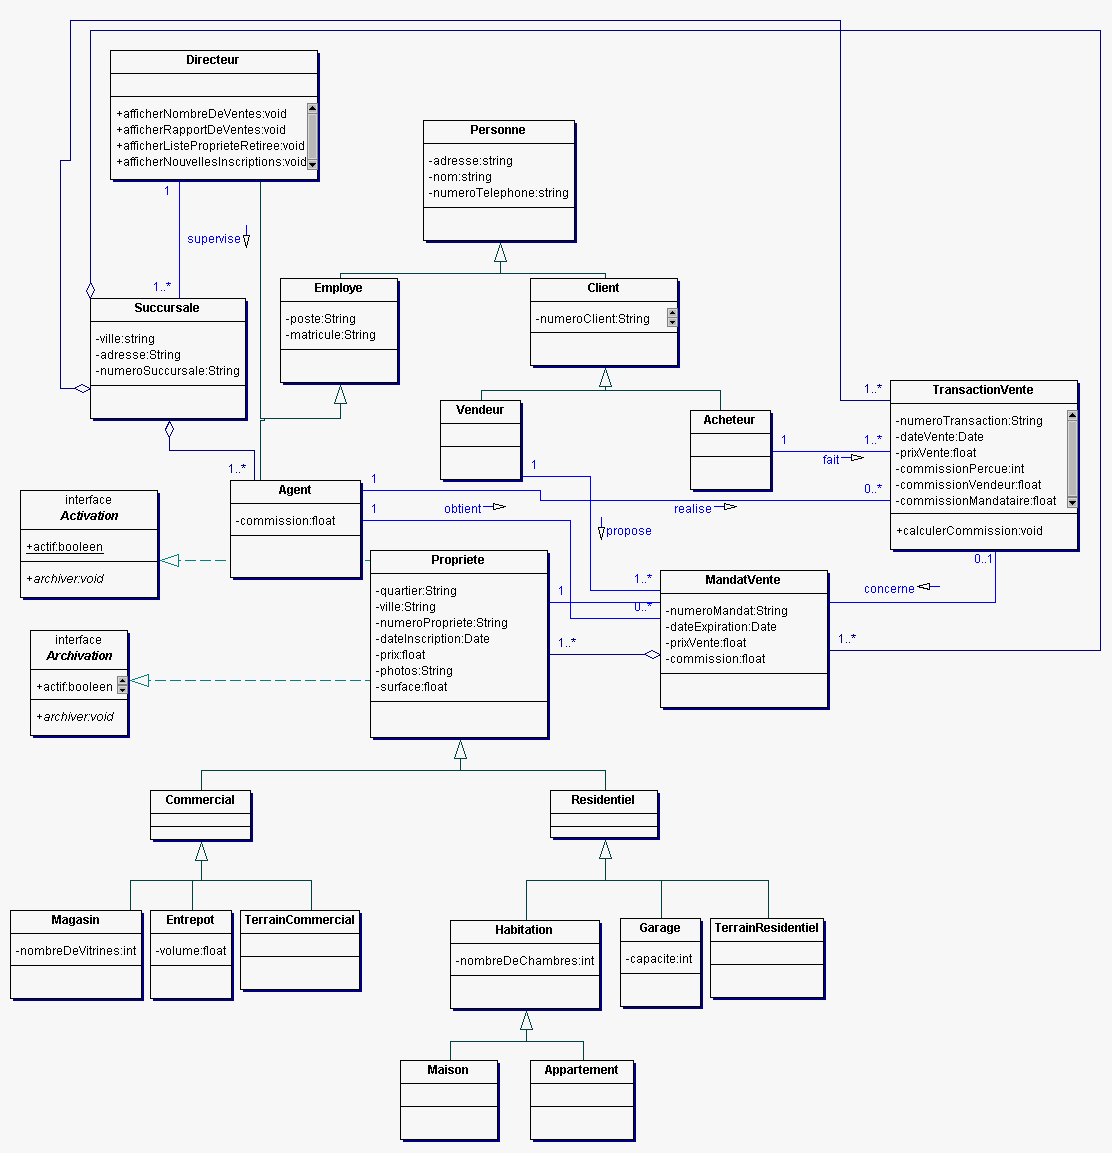 Directeur
+afficherNombreDeVentes:void
+afficherRapportDeVentes:void
+afficherListeProprieteRetiree:void
+afficherNouvellesInscriptions:void
Personne
-adresse:string
-nom:string
-numeroTelephone:string
1
supervise
1..*
Succursale
-ville:string
-adresse:String
-numeroSuccursale:String
Employe
-poste:String
-matricule:String
Client
-numeroClient:String
Vendeur
Acheteur
1
1..*
fait
1..*
TransactionVente
-numeroTransaction:String
-dateVente:Date
-prixVente:float
-commissionPercue:int
-commissionVendeur:float
-commissionMandataire:float
+calculerCommission:void
1..*
Agent
-commission:float
1
1
obtient
1
propose
realise
0..*
0..1
concerne
interface
Activation
+actif:booleen
+archiver:void
interface
Archivation
+actif:booleen
+archiver:void
Propriete
-quartier:String
-ville:String
-numeroPropriete:String
-dateInscription:Date
-prix:float
-photos:String
-surface:float
1
1..*
0..*
1..*
MandatVente
-numeroMandat:String
-dateExpiration:Date
-prixVente:float
-commission:float
1..*
Commercial
Residentiel
Magasin
-nombreDeVitrines:int
Entrepot
-volume:float
TerrainCommercial
Habitation
-nombreDeChambres:int
Garage
-capacite:int
TerrainResidentiel
Maison
Appartement